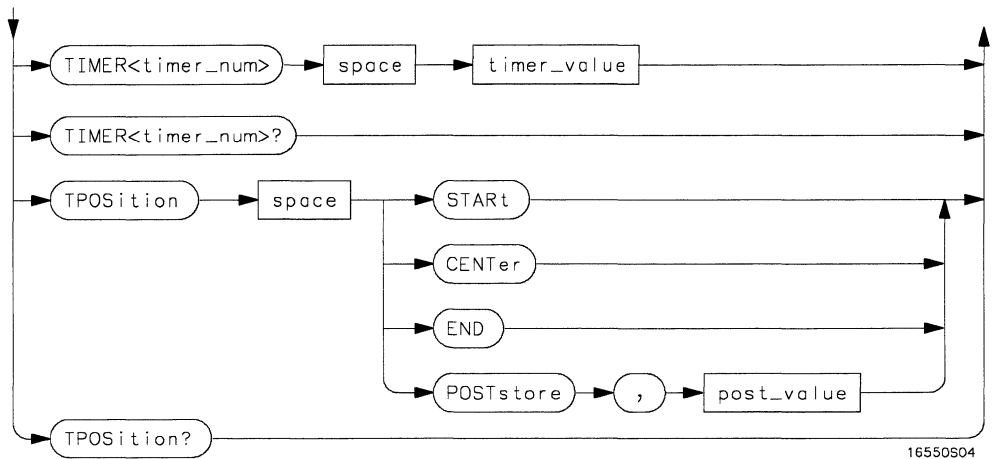 TIMER<timer_num> space timer_value
TIMER<timer_num>?
TPOSition space STARt
CENTer
END
POSTstore , post_value
TPOSition?
16550S04